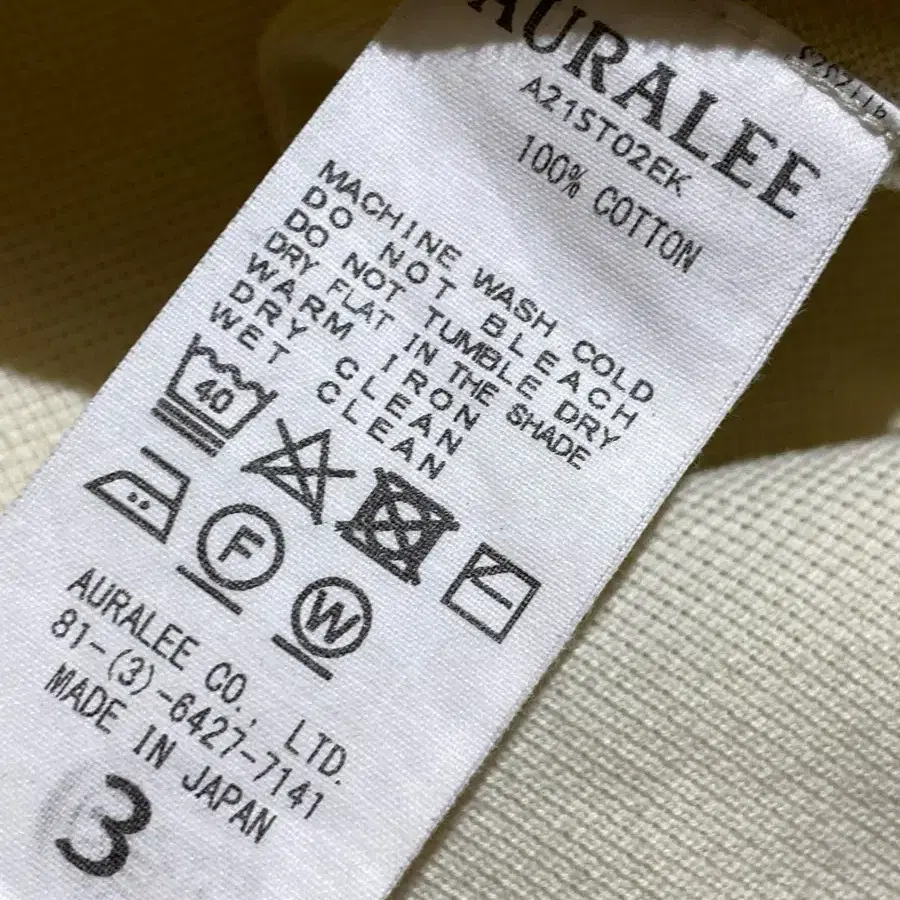 AURALEE
A21ST02EK
100% COTTON
MACHINE WASH COLD
DO NOT BLEACH
DO NOT TUMBLE DRY
DRY FLAT IN THE SHADE
WARM IRON
DRY CLEAN
WET CLEAN
40
F
W
AURALEE CO., LTD.
81-(3)-6427-7141
MADE IN JAPAN
3